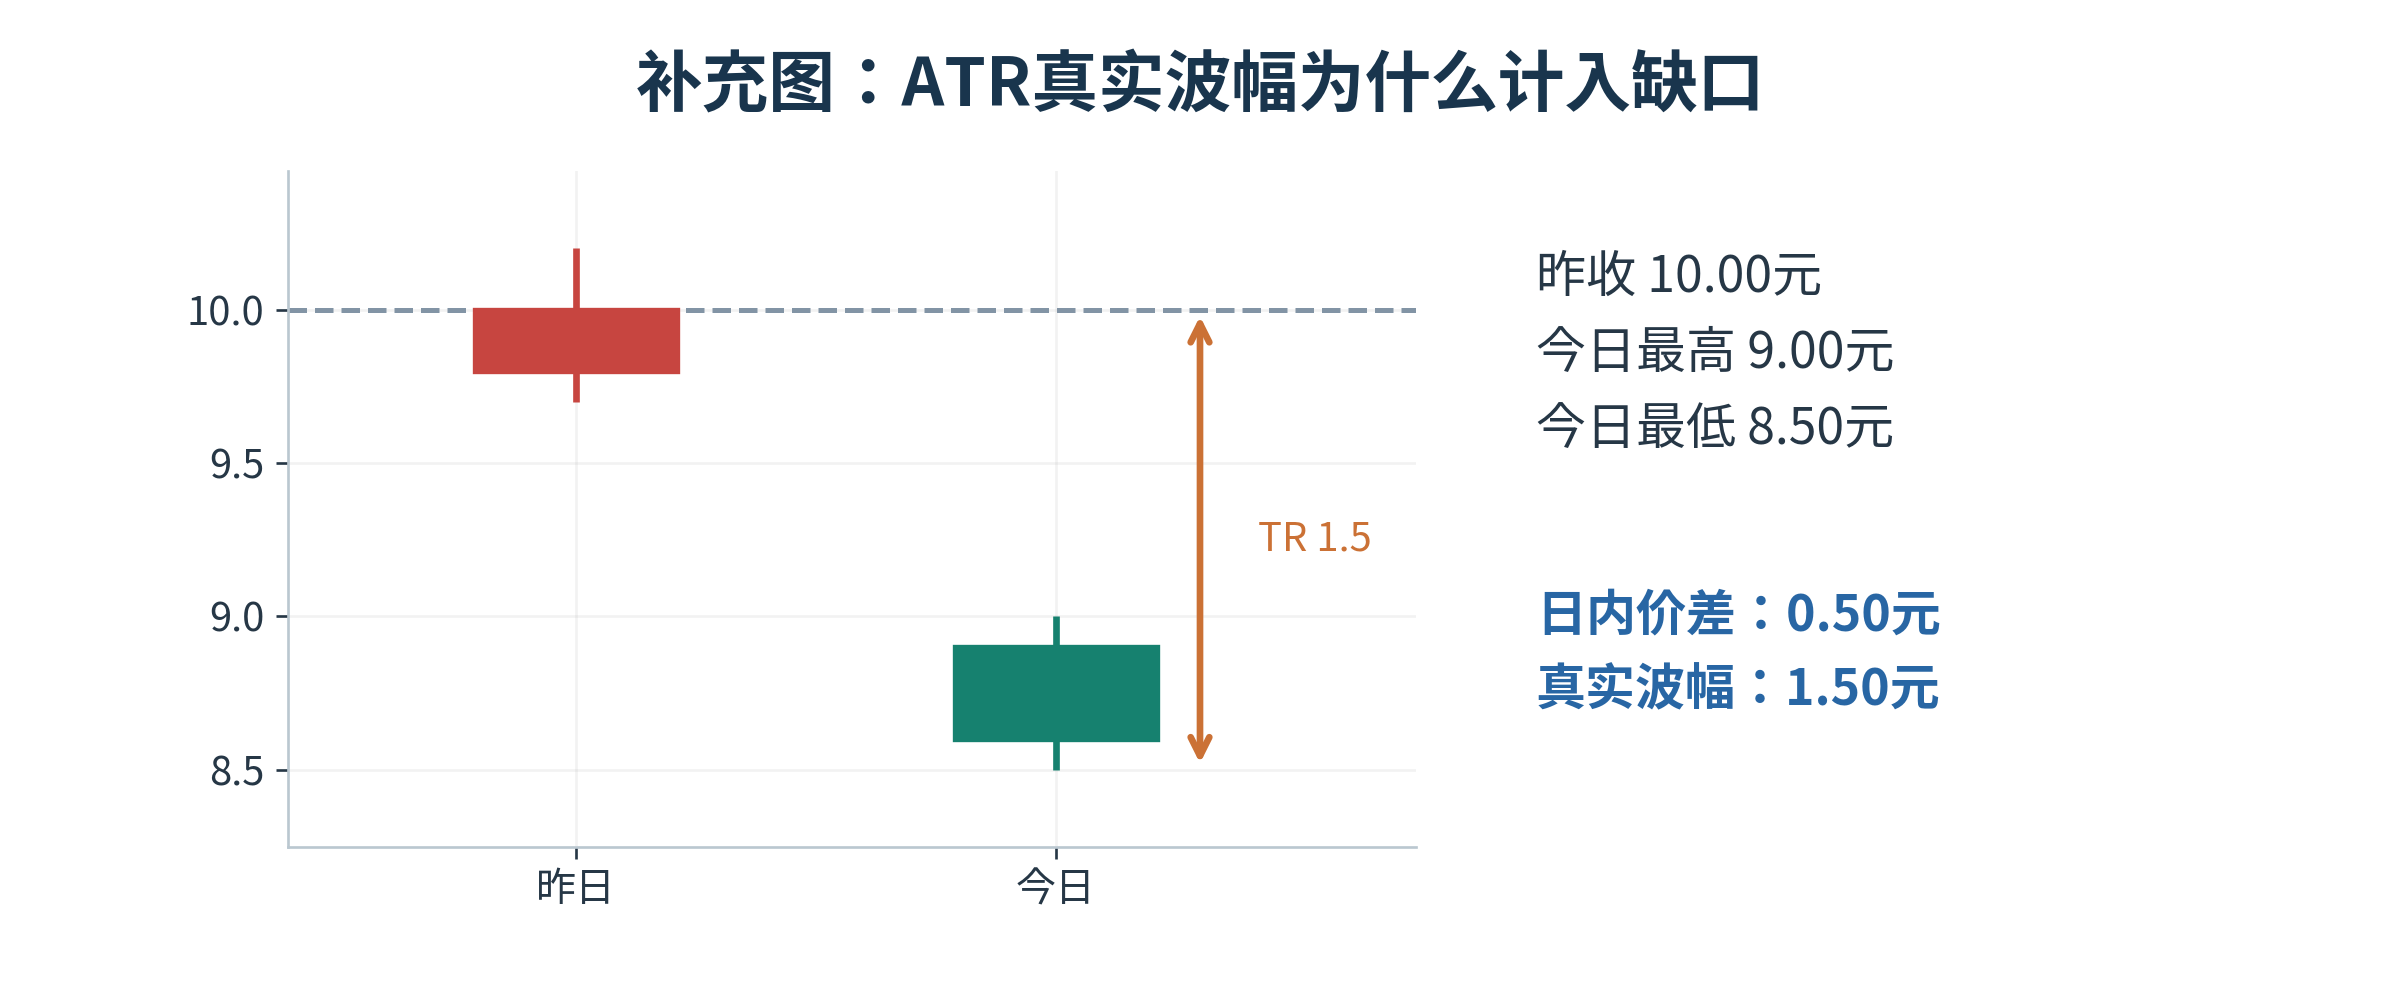 补充图：ATR真实波幅为什么计入缺口
10.0
9.5
9.0
8.5
昨日
今日
TR 1.5
昨收 10.00元
今日最高 9.00元
今日最低 8.50元
日内价差：0.50元
真实波幅：1.50元